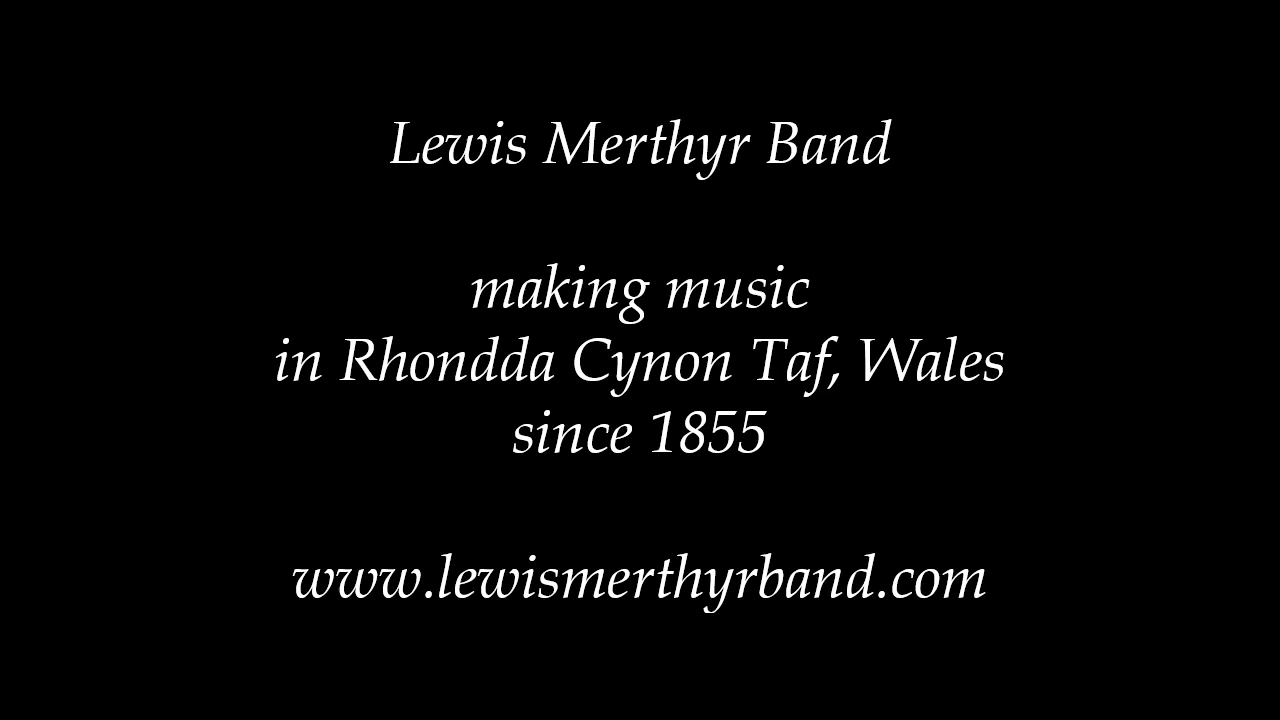 Lewis Merthyr Band
making music
in Rhondda Cynon Taf, Wales
since 1855
www.lewismerthyrband.com